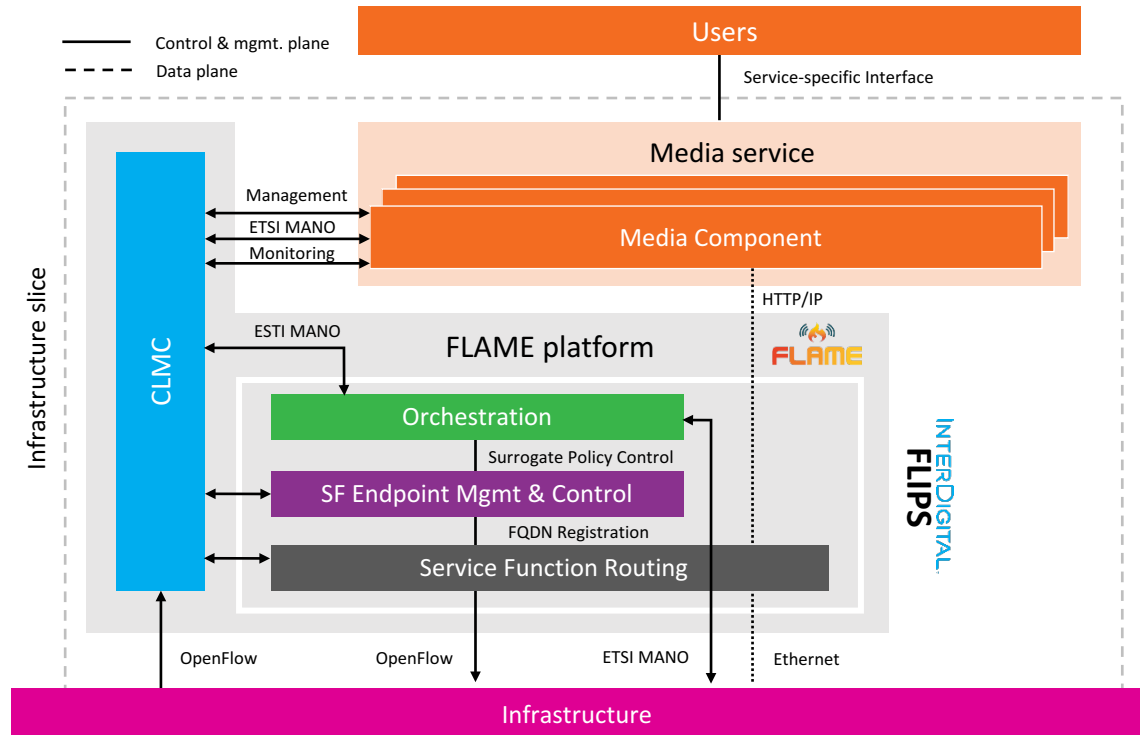 Users
Control & mgmt. plane
Data plane
Service-specific Interface
Media service
Management
ETSI MANO
Monitoring
Media Component
HTTP/IP
Infrastructure slice
CLMC
ESTI MANO
FLAME platform
FLAME
Orchestration
Surrogate Policy Control
SF Endpoint Mgmt & Control
FQDN Registration
Service Function Routing
INTERDIGITAL.
FLIPS
OpenFlow
OpenFlow
ETSI MANO
Ethernet
Infrastructure